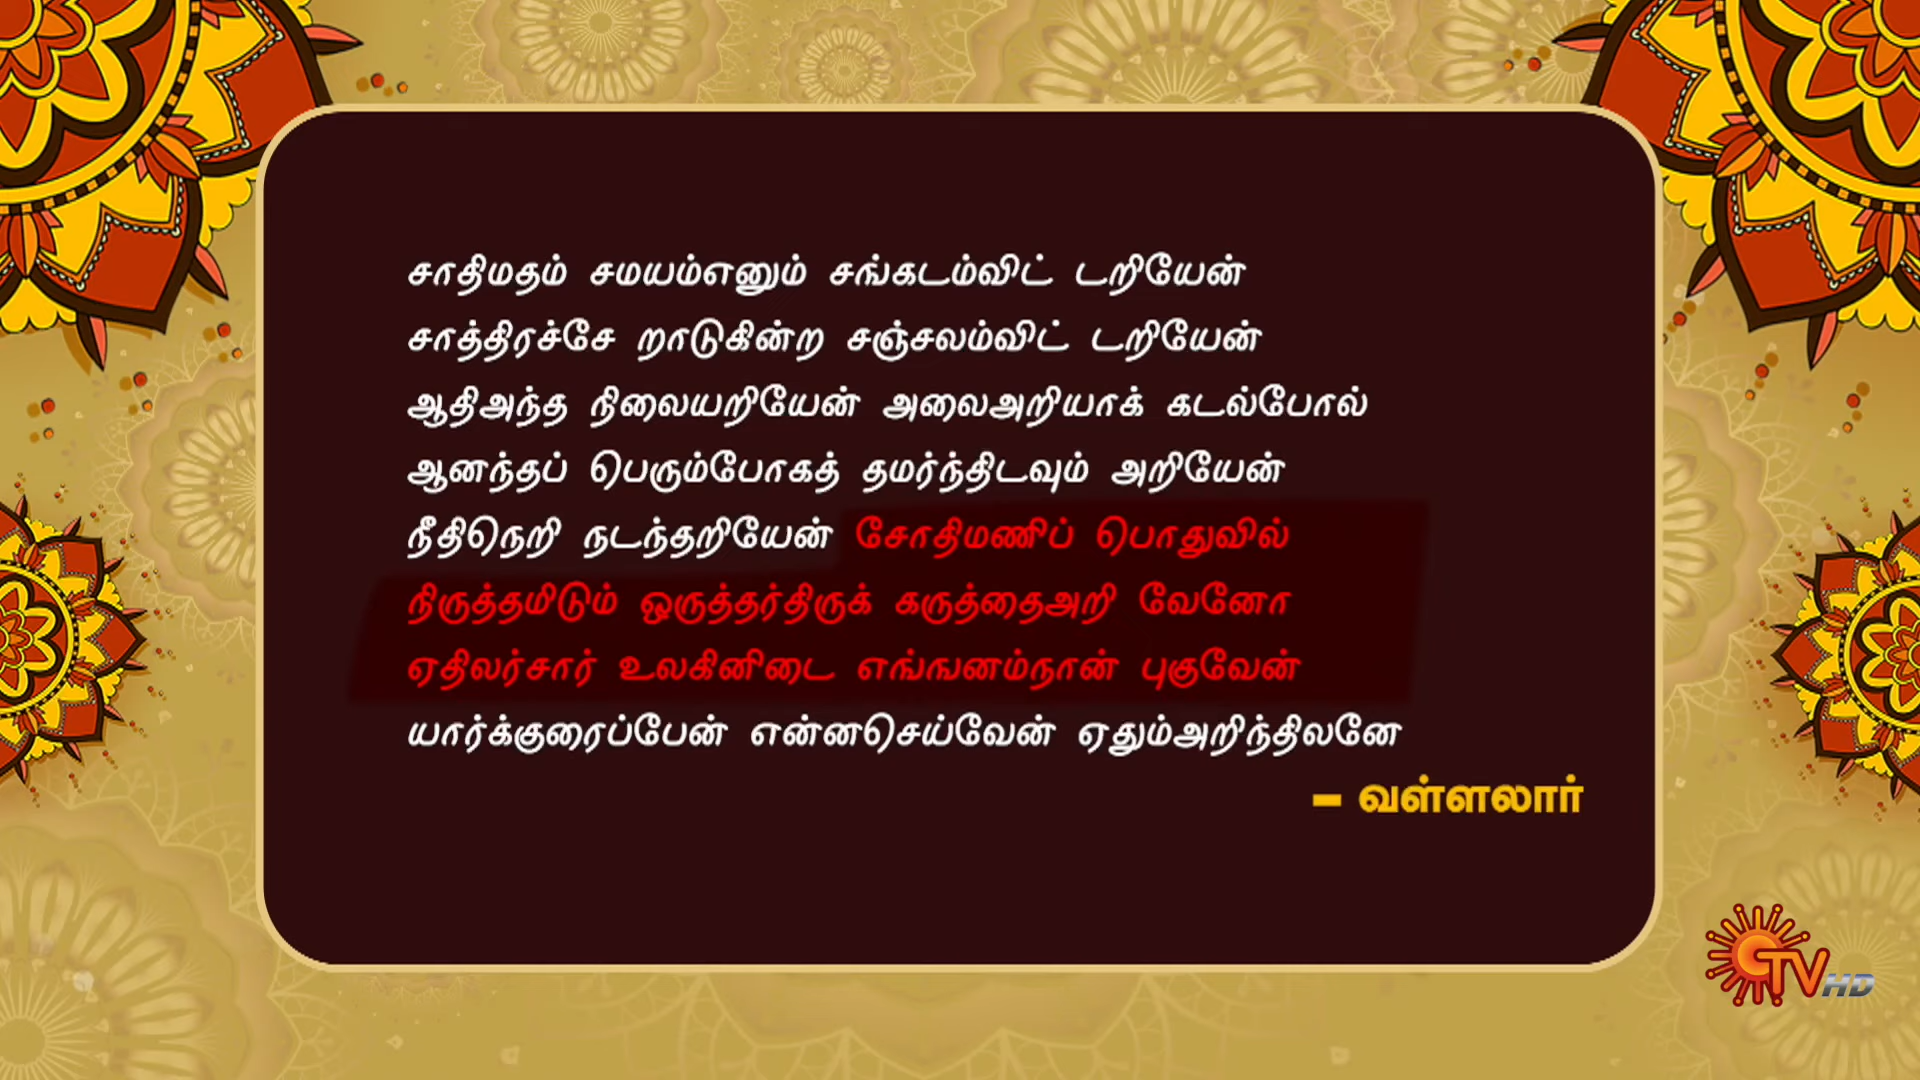 சாதிமதம் சமயம்எனும் சங்கடம்விட் டறியேன்
சாத்திரச்சே றாடுகின்ற சஞ்சலம்விட் டறியேன்
ஆதிஅந்த நிலையறியேன் அலைஅறியாக் கடல்போல்
ஆனந்தப் பெரும்போகத் தமர்ந்திடவும் அறியேன்
நீதிநெறி நடந்தறியேன் சோதிமணிப் பொதுவில்
நிருத்தமிடும் ஒருத்தர்திருக் கருத்தைஅறி வேனோ
ஏதிலர்சார் உலகினிடை எங்ஙனம்நான் புகுவேன்
யார்க்குரைப்பேன் என்னசெய்வேன் ஏதும்அறிந்திலனே
– வள்ளலார்
TV HD